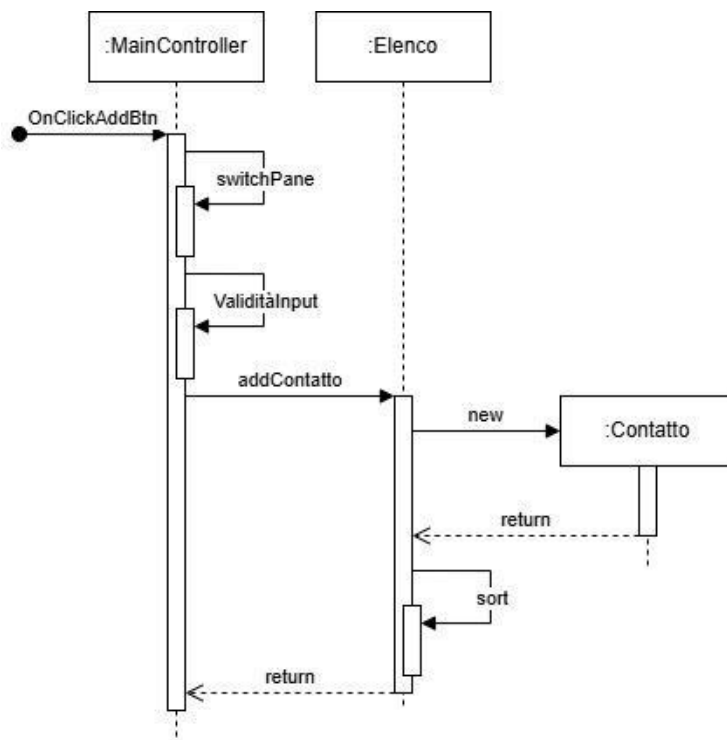 :MainController
:Elenco
OnClickAddBtn
switchPane
ValiditàInput
addContatto
new
:Contatto
return
sort
return